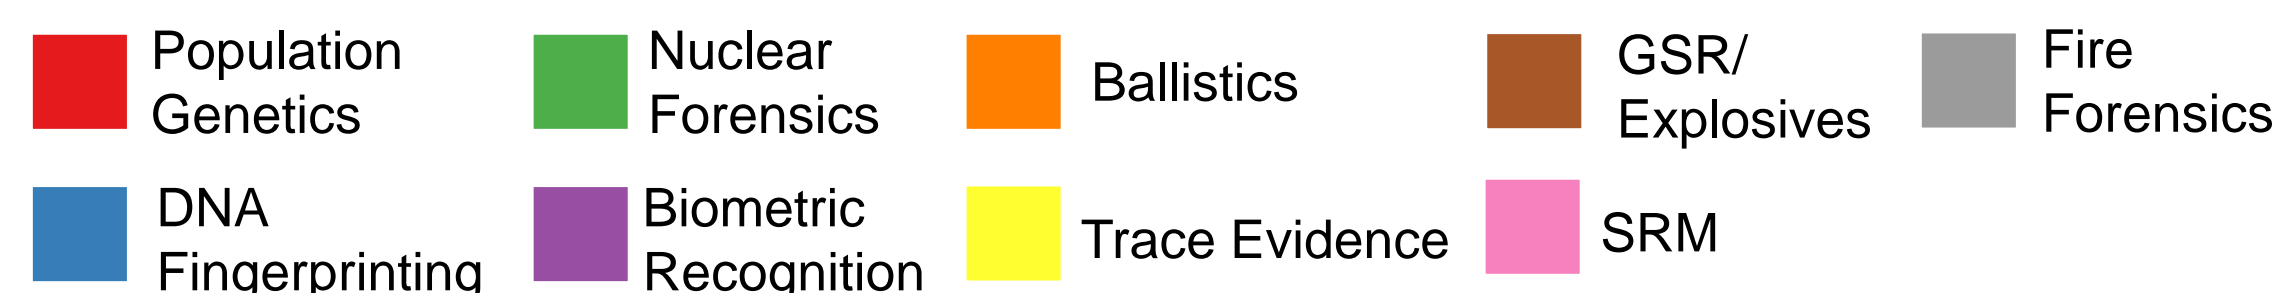 Population
Genetics
Nuclear
Forensics
Ballistics
GSR/
Explosives
Fire
Forensics
DNA
Fingerprinting
Biometric
Recognition
Trace Evidence
SRM